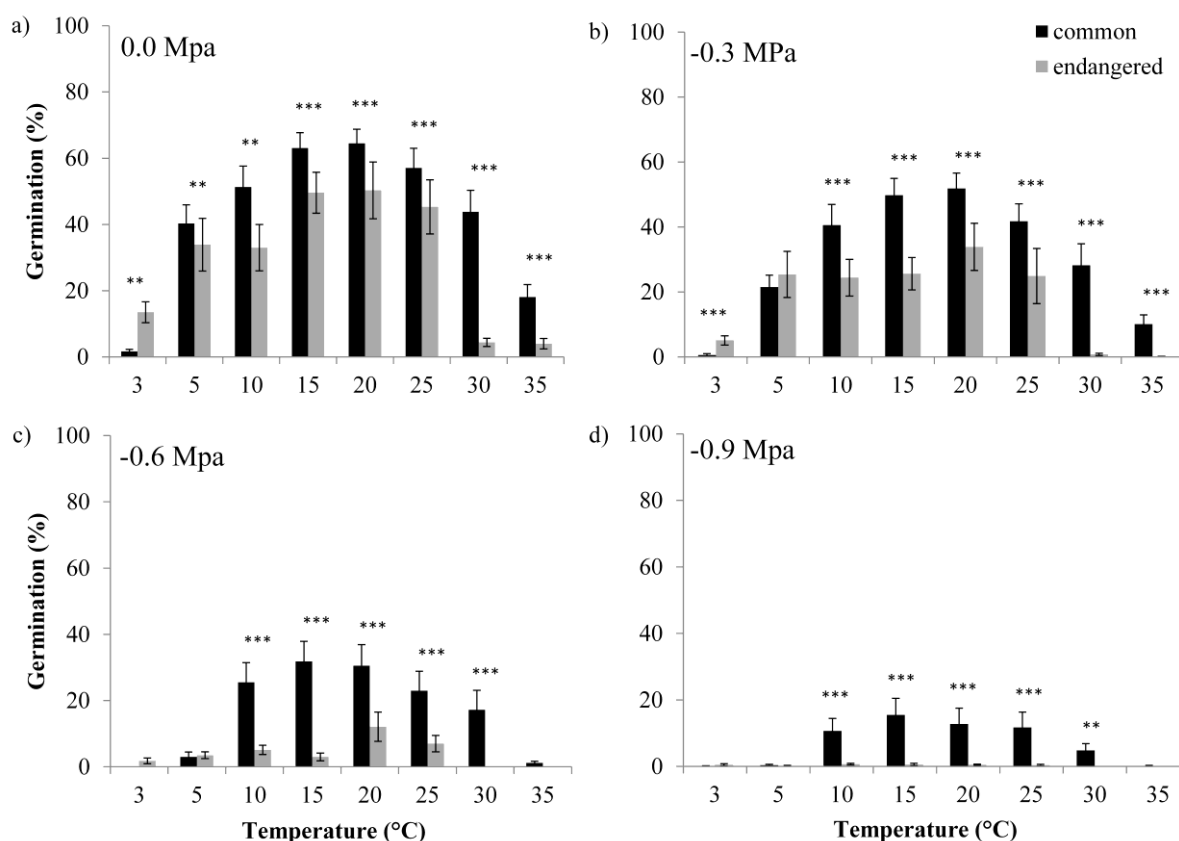 a)
0.0 Mpa
Germination (%)
100
80
60
40
20
0
**
**
**
***
***
***
***
***
3 5 10 15 20 25 30 35
b)
-0.3 MPa
common
endangered
100
80
60
40
20
0
***
***
***
***
***
***
***
3 5 10 15 20 25 30 35
c)
-0.6 Mpa
Germination (%)
100
80
60
40
20
0
***
***
***
***
***
3 5 10 15 20 25 30 35
Temperature (°C)
d)
-0.9 Mpa
100
80
60
40
20
0
***
***
***
***
**
3 5 10 15 20 25 30 35
Temperature (°C)